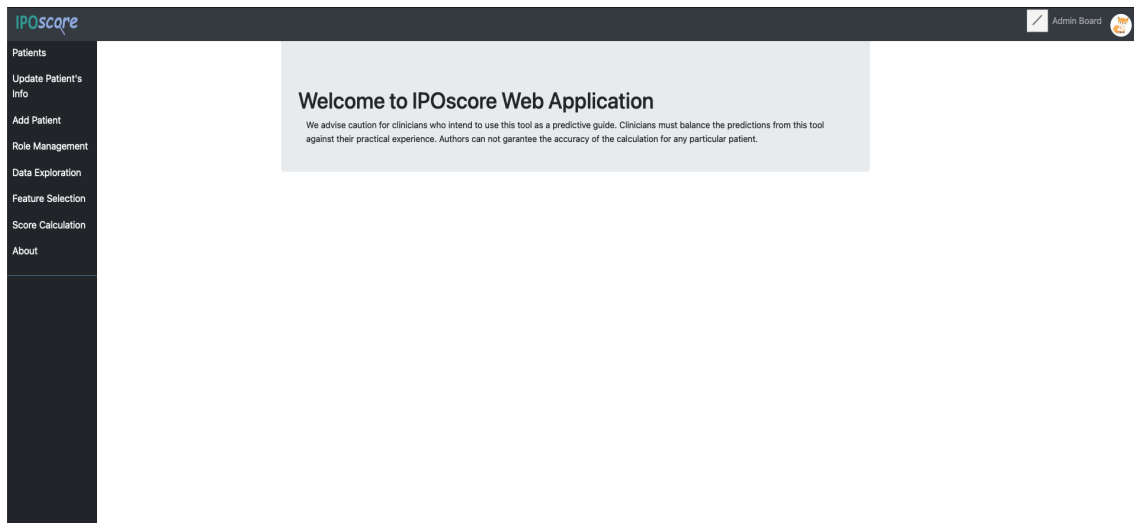 IPOscore
Admin Board
Patients
Update Patient's
Info
Add Patient
Role Management
Data Exploration
Feature Selection
Score Calculation
About
Welcome to IPOscore Web Application
We advise caution for clinicians who intend to use this tool as a predictive guide. Clinicians must balance the predictions from this tool
against their practical experience. Authors can not garantee the accuracy of the calculation for any particular patient.